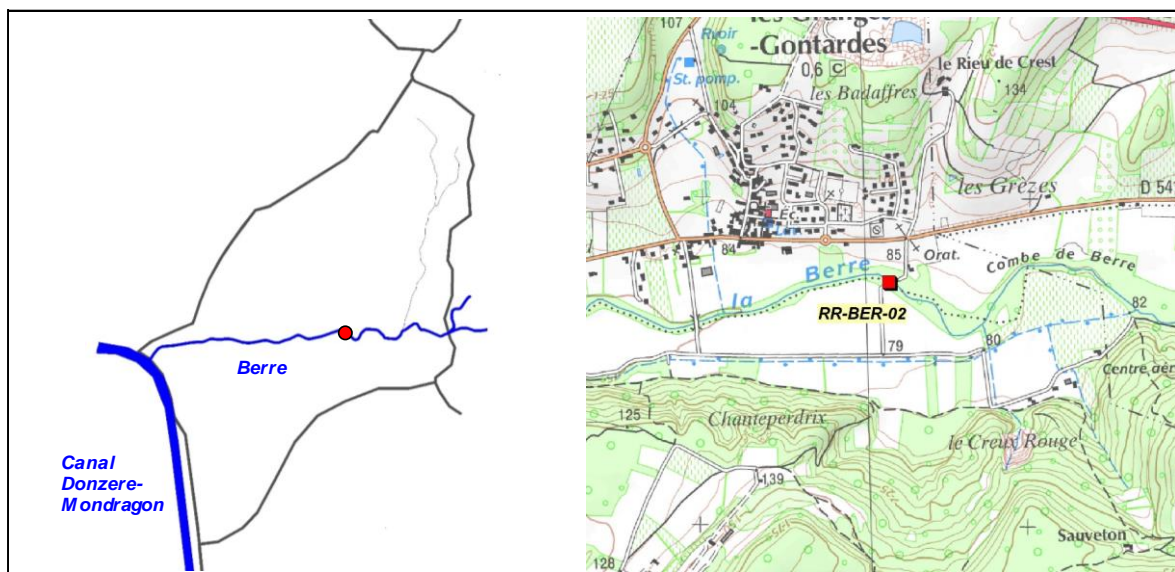 Berre
Canal
Donzere-
Mondragon
107
-Gontardes
0,6 C
St. pomp.
le Rieu de Crest
les Badaffres
134
104
les Grèzes
Ec.
D 541
84
85
Orat.
la Berre
Combe de Berre
RR-BER-02
82
79
80
Centre aér
125
Chanteperdrix
le Creux Rouge
139
Sauveton
128